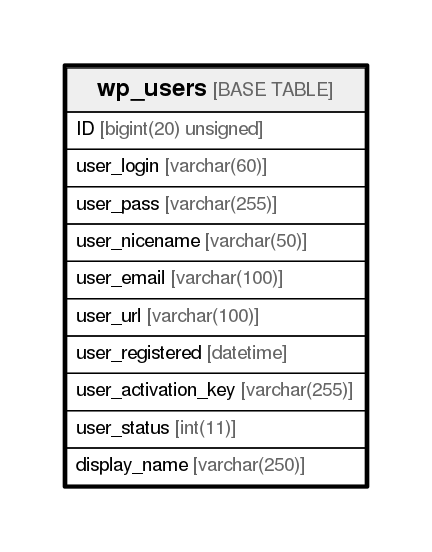 wp_users [BASE TABLE]
ID [bigint(20) unsigned]
user_login [varchar(60)]
user_pass [varchar(255)]
user_nicename [varchar(50)]
user_email [varchar(100)]
user_url [varchar(100)]
user_registered [datetime]
user_activation_key [varchar(255)]
user_status [int(11)]
display_name [varchar(250)]